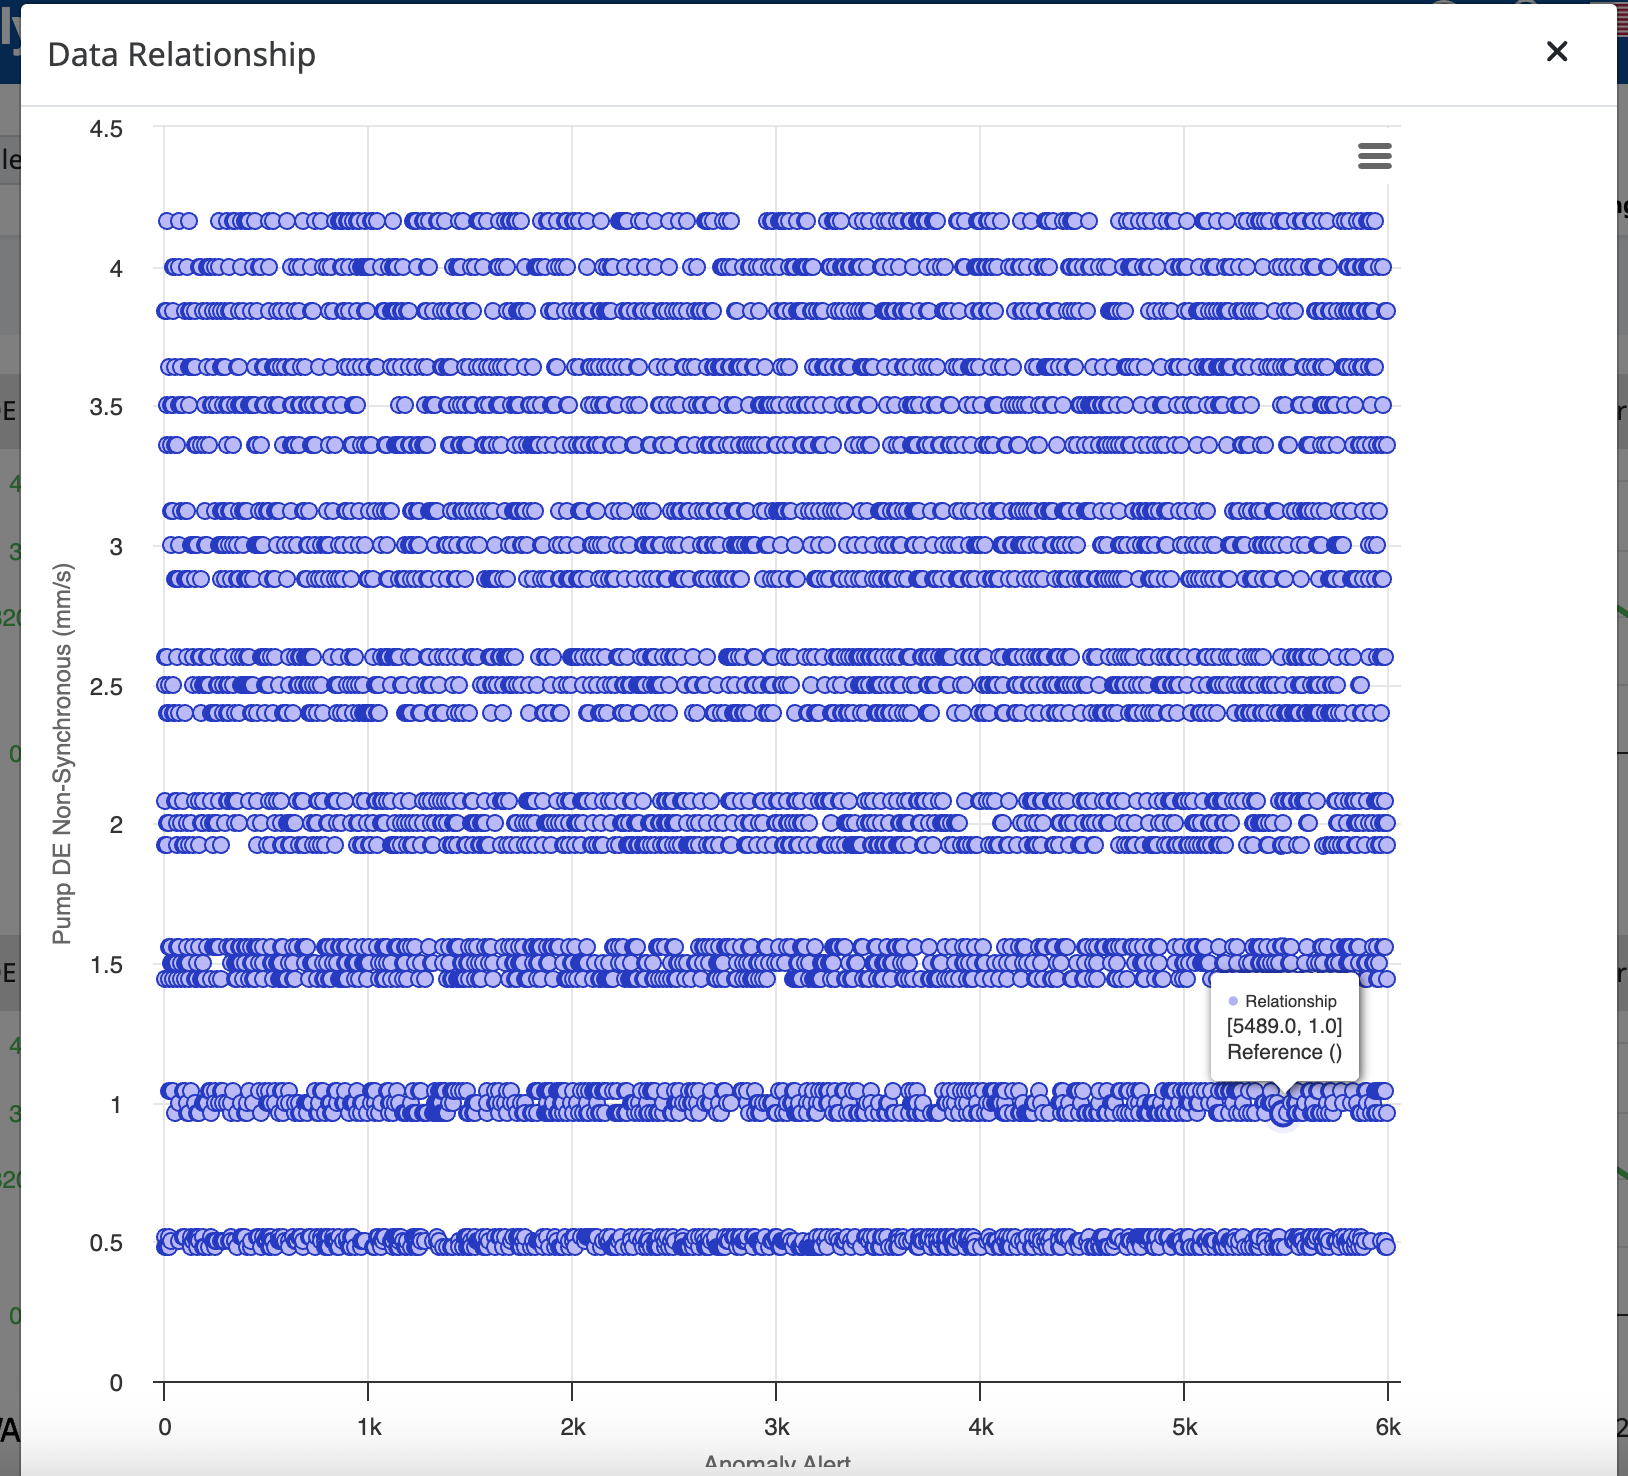 Data Relationship
4.5
4
3.5
3
2.5
2
1.5
1
0.5
0
Pump DE Non-Synchronous (mm/s)
Relationship
[5489.0, 1.0]
Reference ()
0
1k
2k
3k
4k
5k
6k
Anomaly Alert